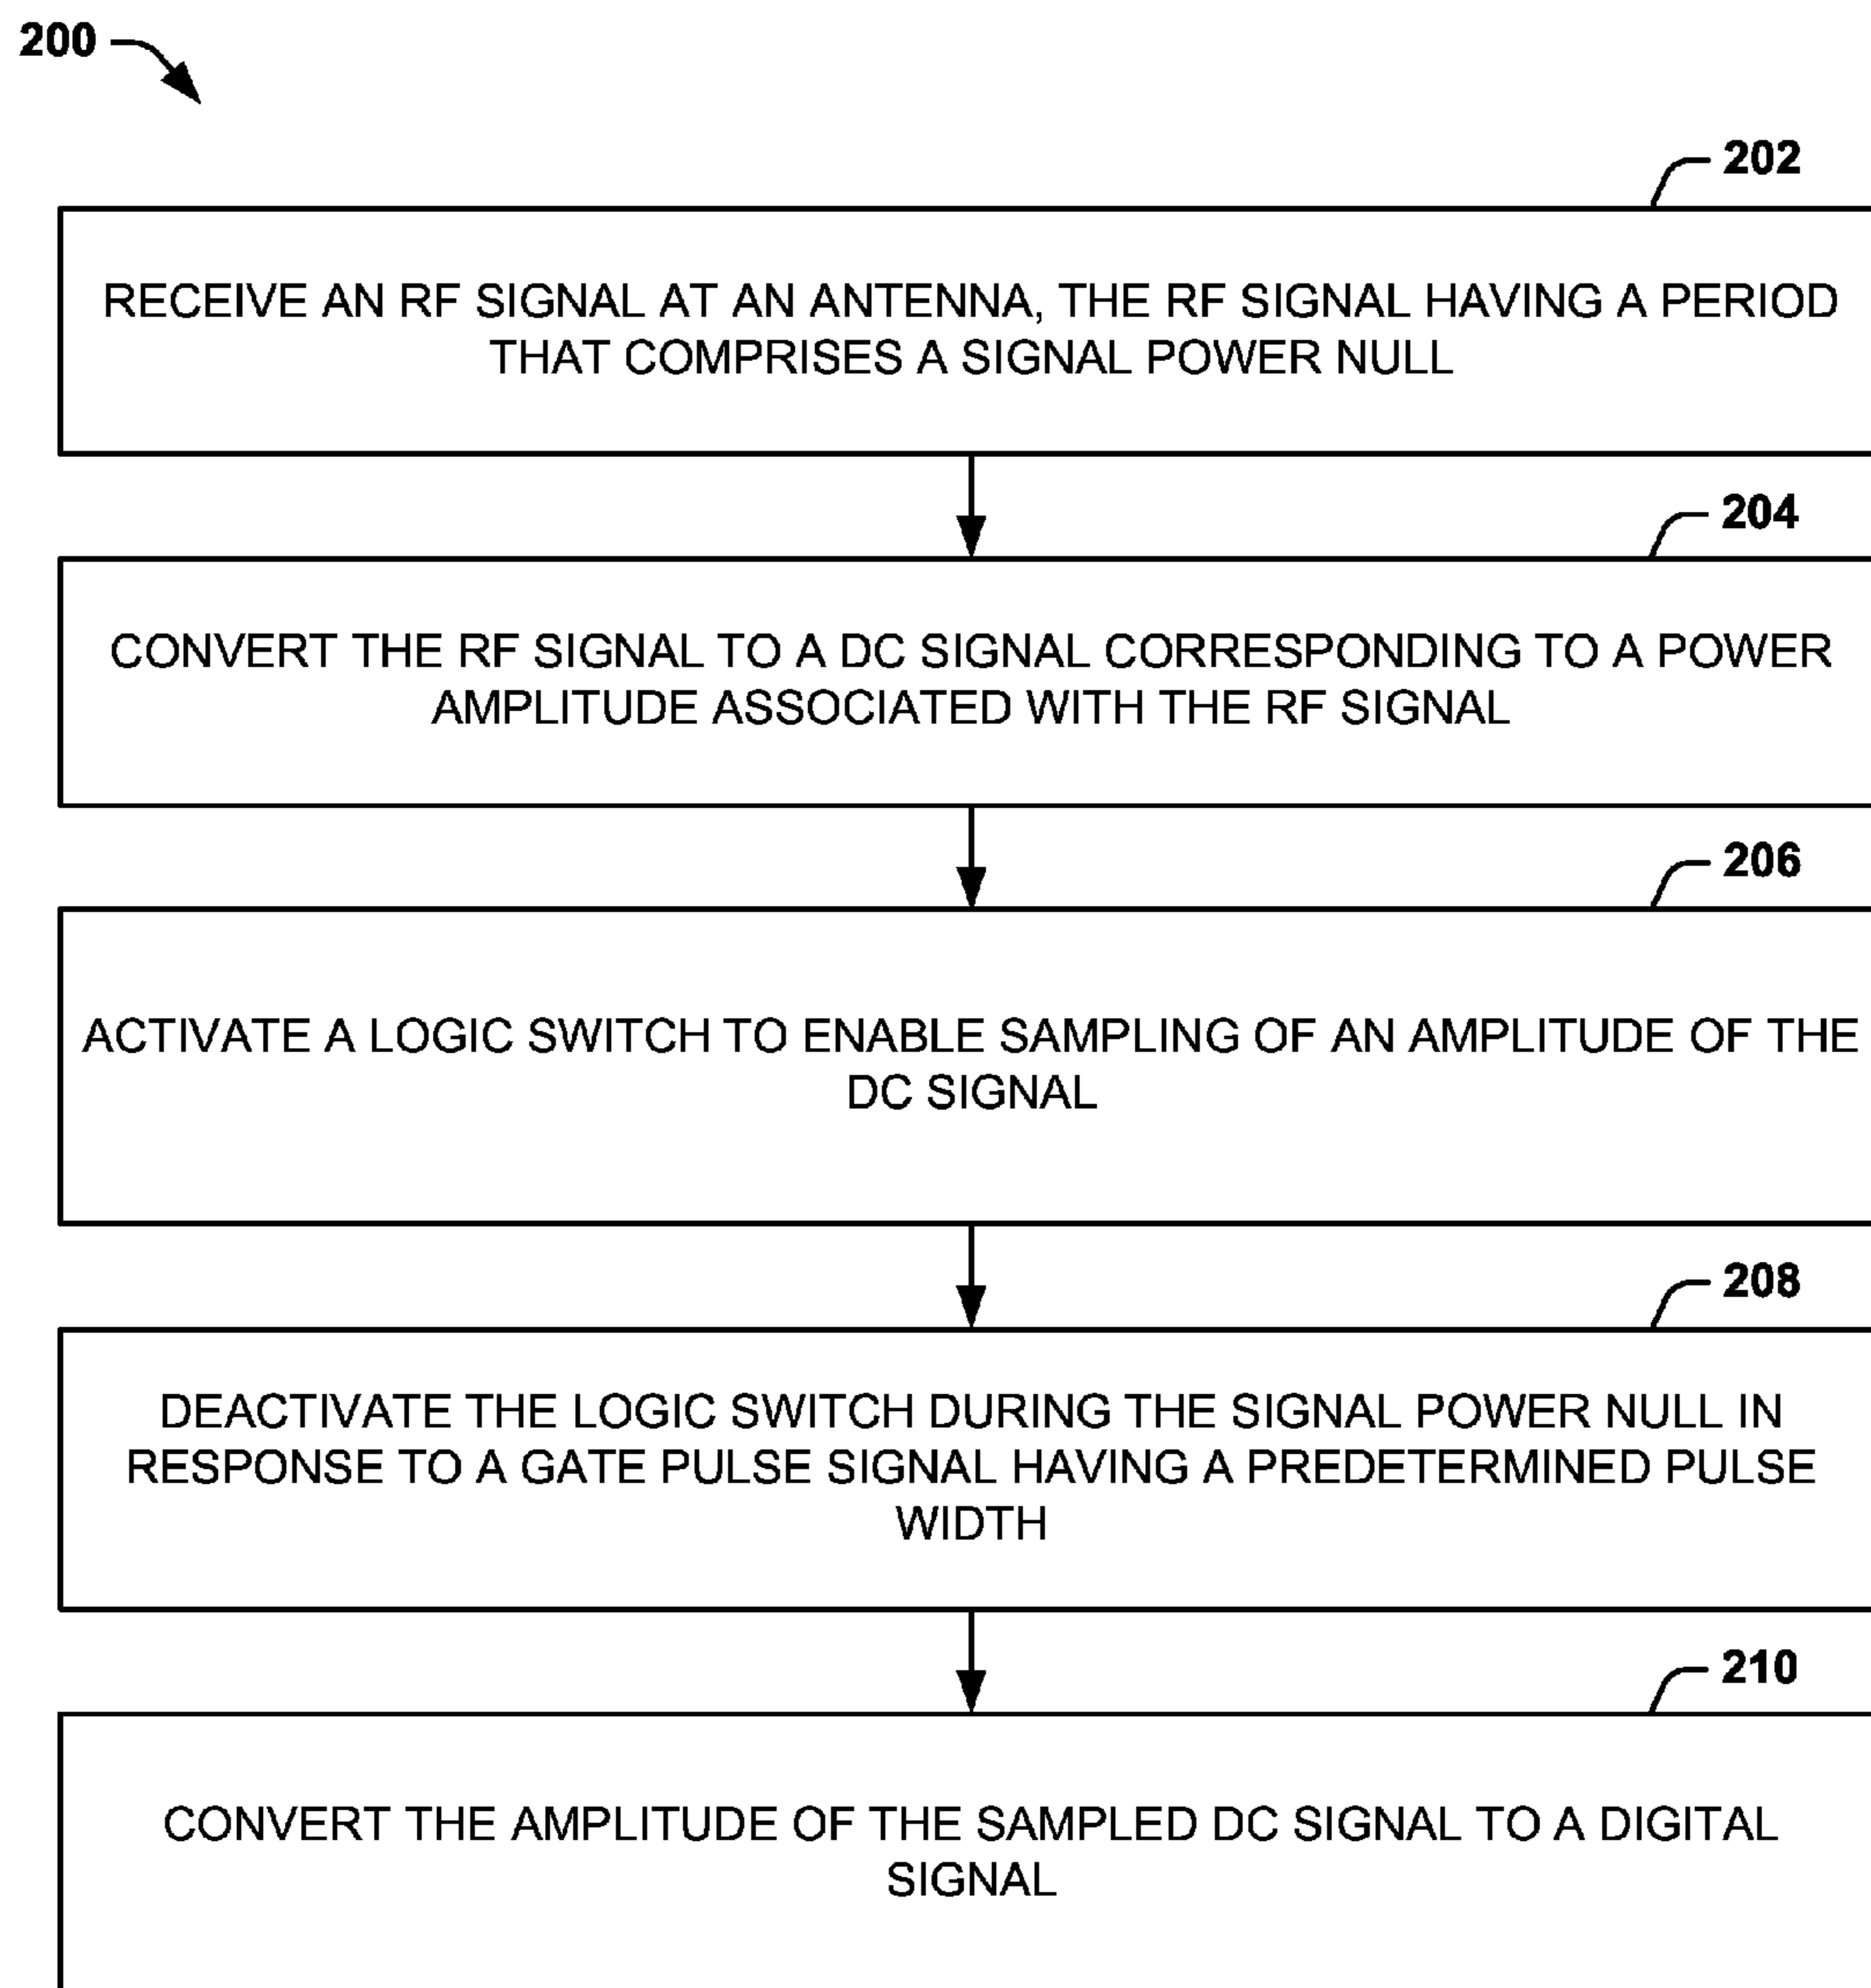 200
202
RECEIVE AN RF SIGNAL AT AN ANTENNA, THE RF SIGNAL HAVING A PERIOD
THAT COMPRISES A SIGNAL POWER NULL
204
CONVERT THE RF SIGNAL TO A DC SIGNAL CORRESPONDING TO A POWER
AMPLITUDE ASSOCIATED WITH THE RF SIGNAL
206
ACTIVATE A LOGIC SWITCH TO ENABLE SAMPLING OF AN AMPLITUDE OF THE
DC SIGNAL
208
DEACTIVATE THE LOGIC SWITCH DURING THE SIGNAL POWER NULL IN
RESPONSE TO A GATE PULSE SIGNAL HAVING A PREDETERMINED PULSE
WIDTH
210
CONVERT THE AMPLITUDE OF THE SAMPLED DC SIGNAL TO A DIGITAL
SIGNAL